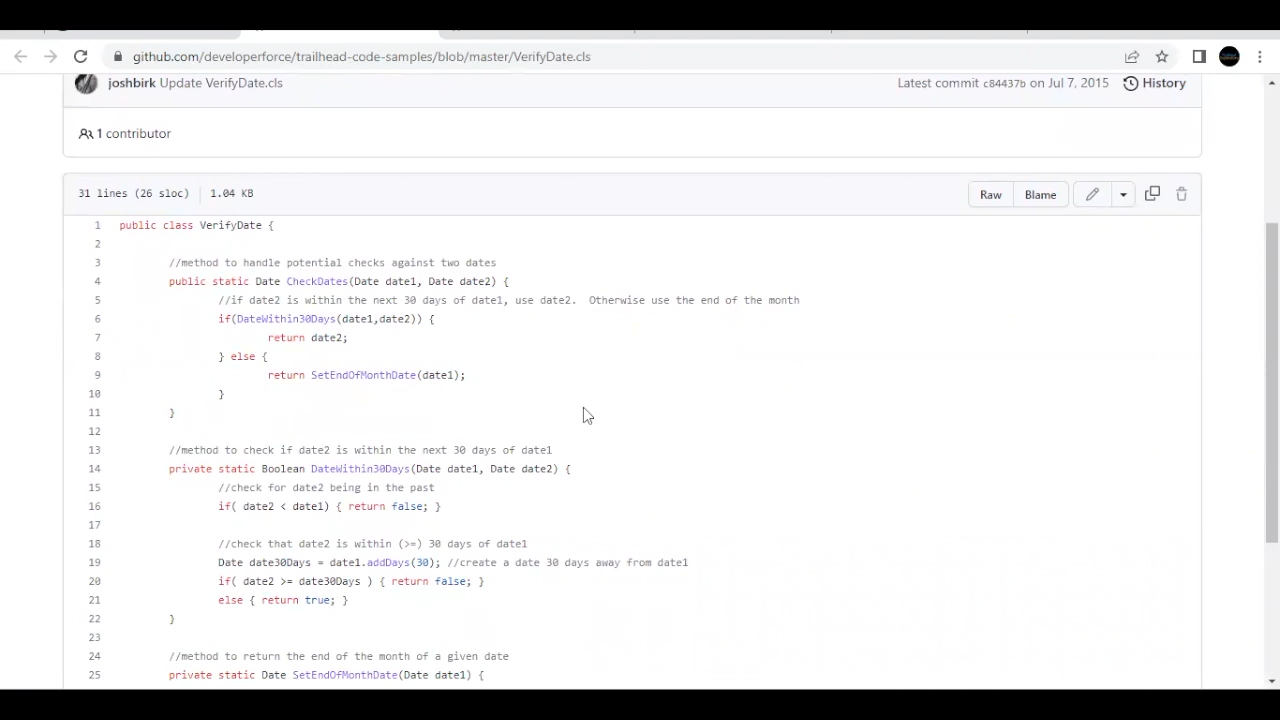 github.com/developerforce/trailhead-code-samples/blob/master/VerifyDate.cls
joshbirk Update VerifyDate.cls Latest commit c84437b on Jul 7, 2015 History
1 contributor
31 lines (26 sloc) 1.04 KB Raw Blame
1 public class VerifyDate {
2
3 //method to handle potential checks against two dates
4 public static Date CheckDates(Date date1, Date date2) {
5 //if date2 is within the next 30 days of date1, use date2.  Otherwise use the end of the month
6 if(DateWithin30Days(date1,date2)) {
7 return date2;
8 } else {
9 return SetEndOfMonthDate(date1);
10 }
11 }
12
13 //method to check if date2 is within the next 30 days of date1
14 private static Boolean DateWithin30Days(Date date1, Date date2) {
15 //check for date2 being in the past
16 if( date2 < date1) { return false; }
17
18 //check that date2 is within (>=) 30 days of date1
19 Date date30Days = date1.addDays(30); //create a date 30 days away from date1
20 if( date2 >= date30Days ) { return false; }
21 else { return true; }
22 }
23
24 //method to return the end of the month of a given date
25 private static Date SetEndOfMonthDate(Date date1) {